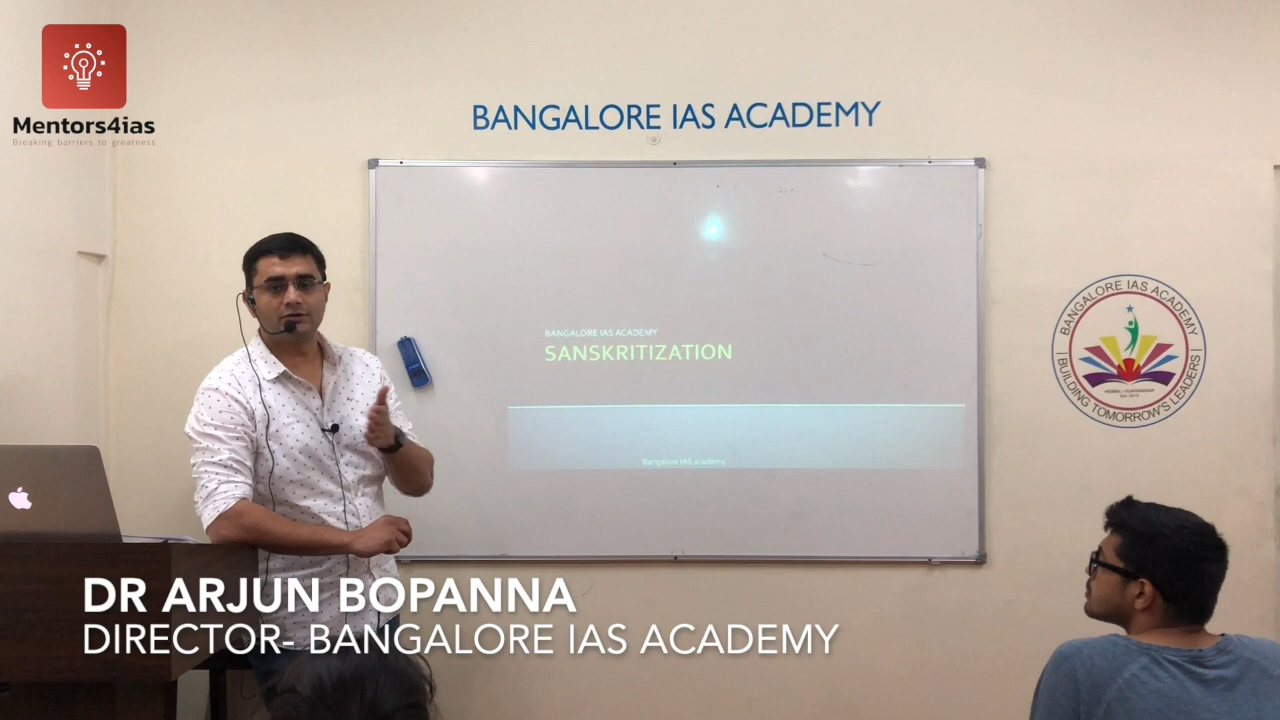 Mentors4ias
Breaking barriers to greatness
BANGALORE IAS ACADEMY
BANGALORE IAS ACADEMY
SANSKRITIZATION
Bangalore IAS academy
BANGALORE IAS ACADEMY
| BUILDING TOMORROW'S LEADERS |
DR ARJUN BOPANNA
DIRECTOR- BANGALORE IAS ACADEMY